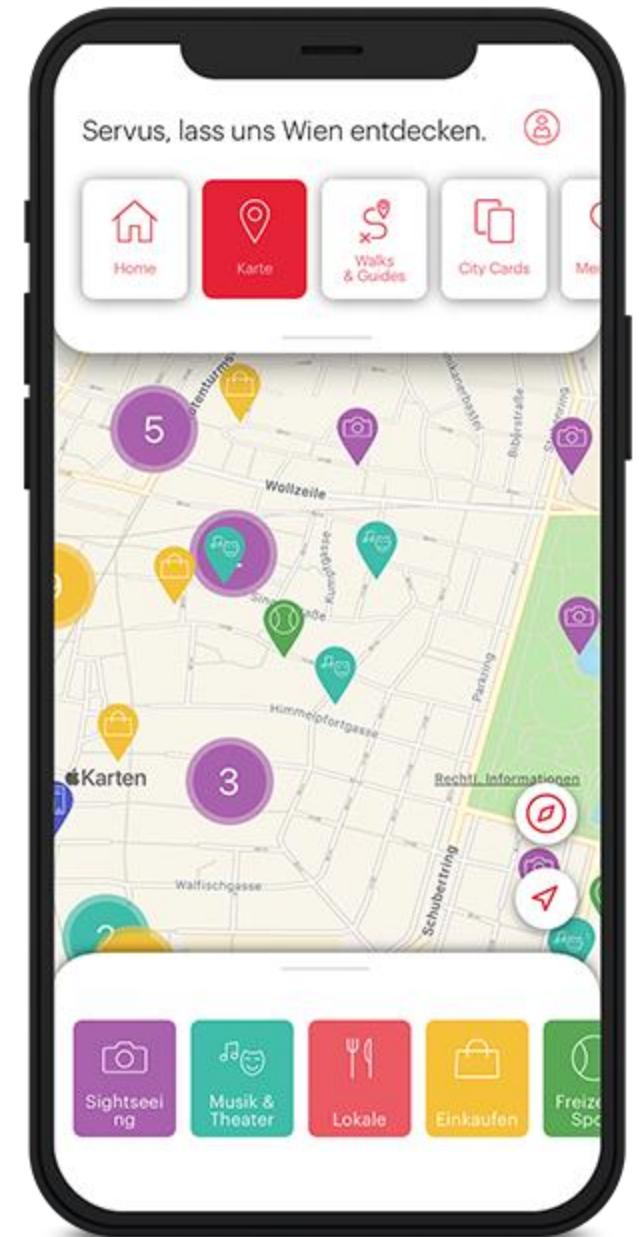 Servus, lass uns Wien entdecken.
Home
Karte
Walks
& Guides
City Cards
5
Biberstraße
Wollzeile
Kumpfgasse
Parkring
Himmelpfortgasse
Karten
3
Rechtl. Informationen
Walfischgasse
Schubertring
Sightseei
ng
Musik &
Theater
Lokale
Einkaufen